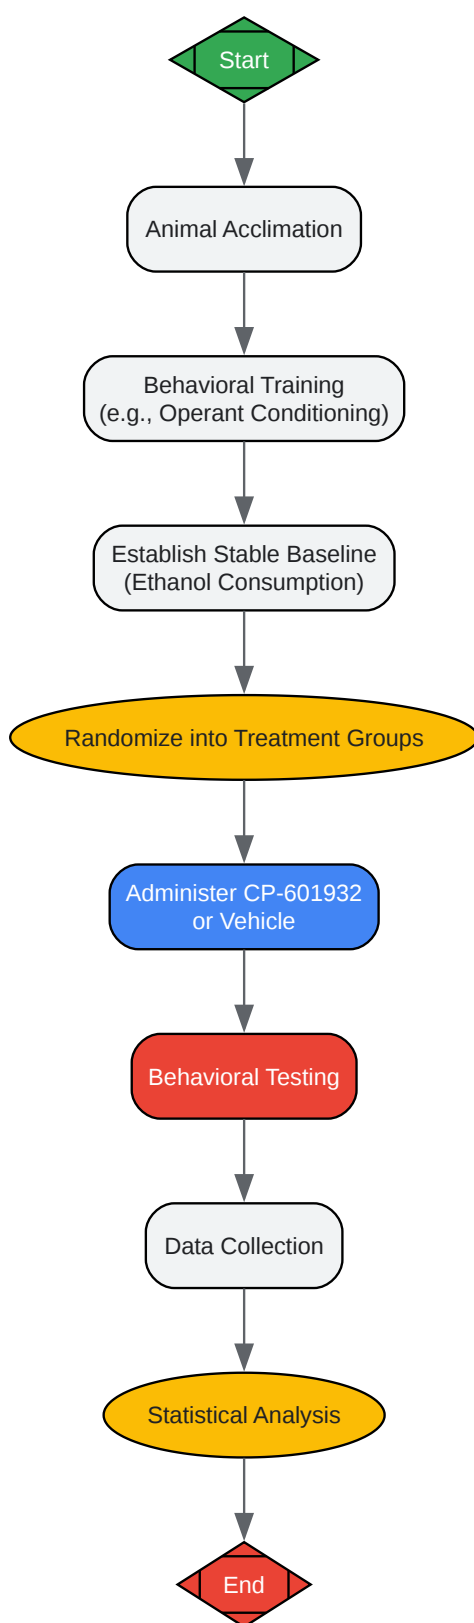 Start
Animal Acclimation
Behavioral Training
(e.g., Operant Conditioning)
Establish Stable Baseline
(Ethanol Consumption)
Randomize into Treatment Groups
Administer CP-601932
or Vehicle
Behavioral Testing
Data Collection
Statistical Analysis
End